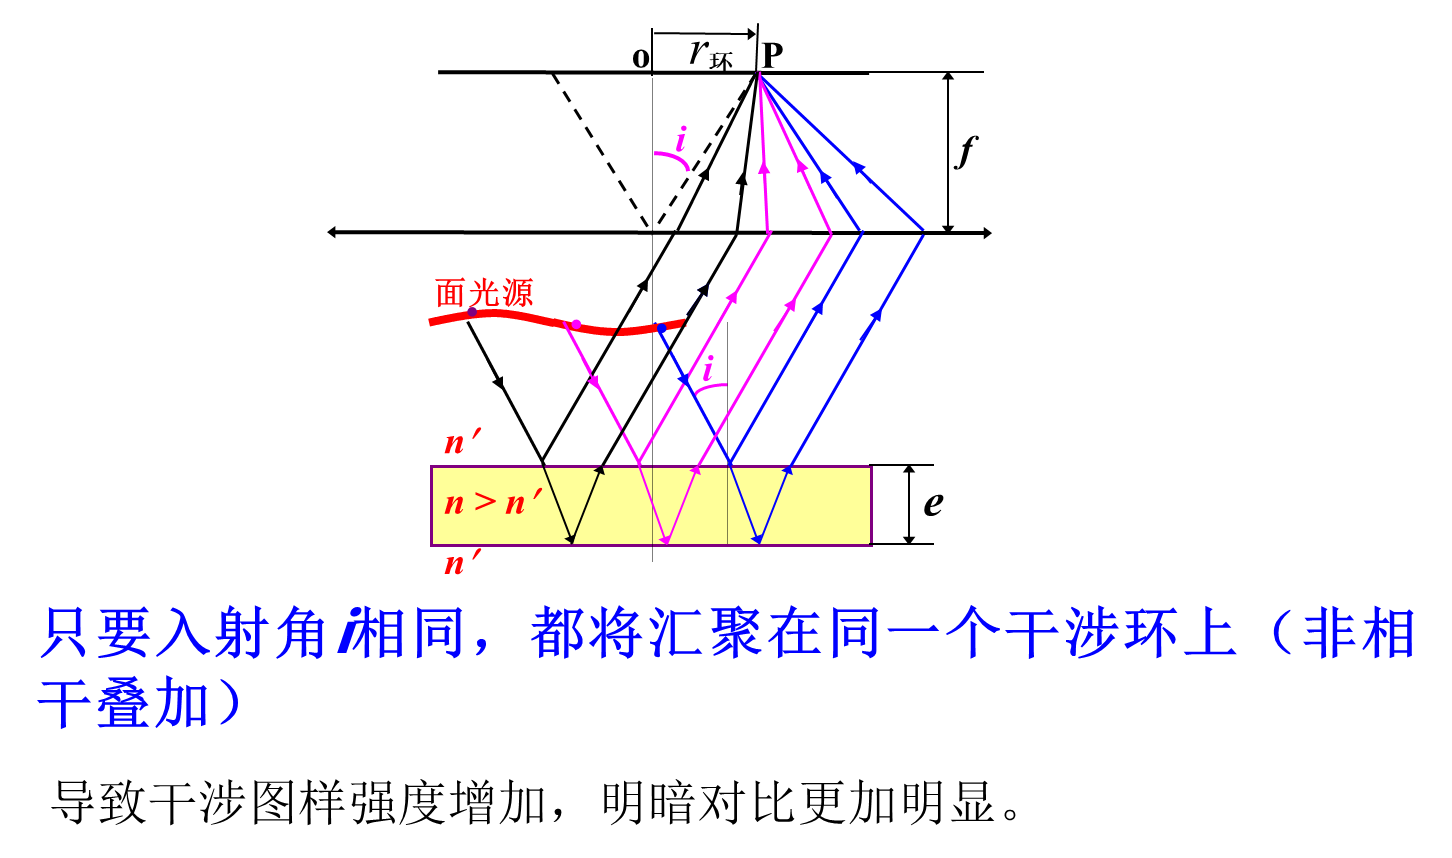 o r环 P
i
f
面光源
i
n′
n > n′
e
n′
只要入射角i相同，都将汇聚在同一个干涉环上（非相
干叠加）
导致干涉图样强度增加，明暗对比更加明显。